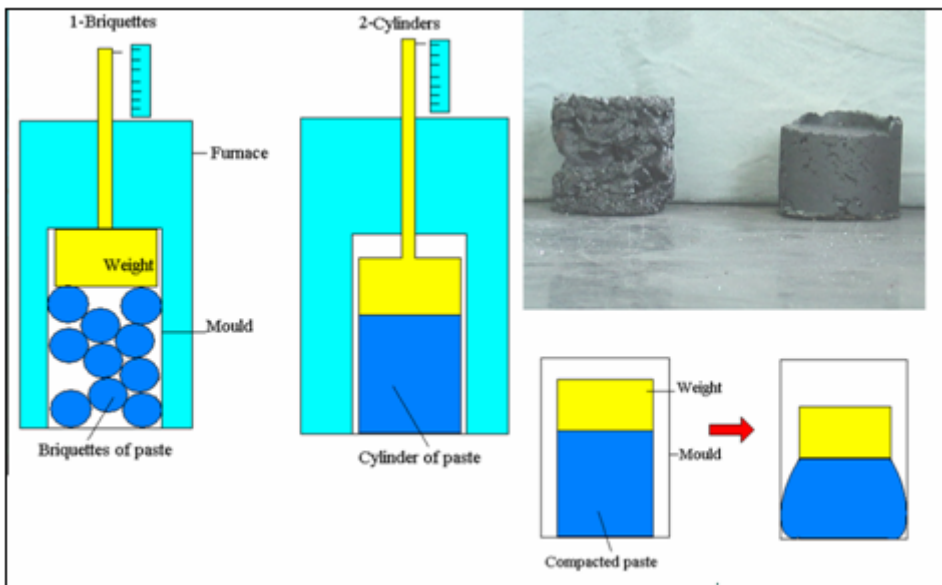 1-Briquettes
2-Cylinders
Furnace
Weight
Mould
Briquettes of paste
Cylinder of paste
Weight
Mould
Compacted paste